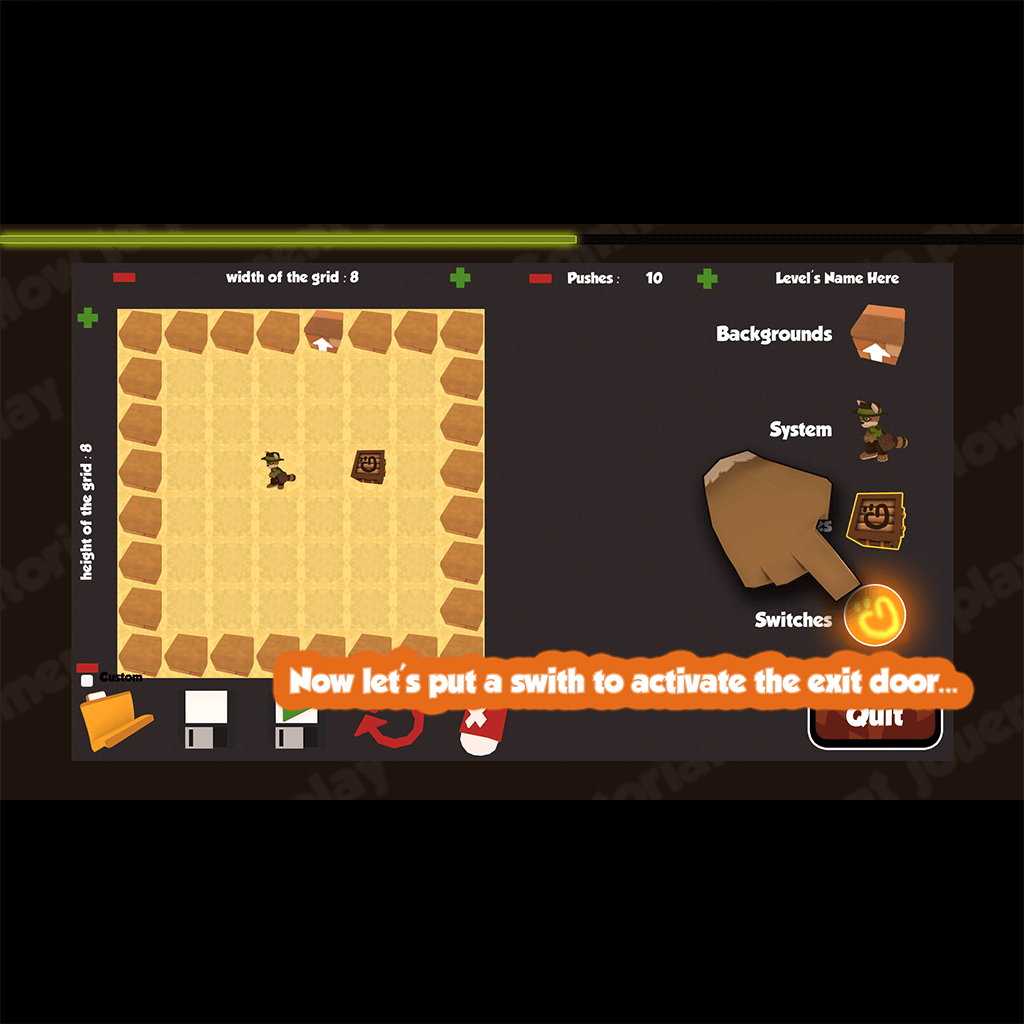 width of the grid : 8
Pushes : 10
Level's Name Here
Backgrounds
System
height of the grid : 8
Switches
Custom
Now let's put a swith to activate the exit door...
Quit